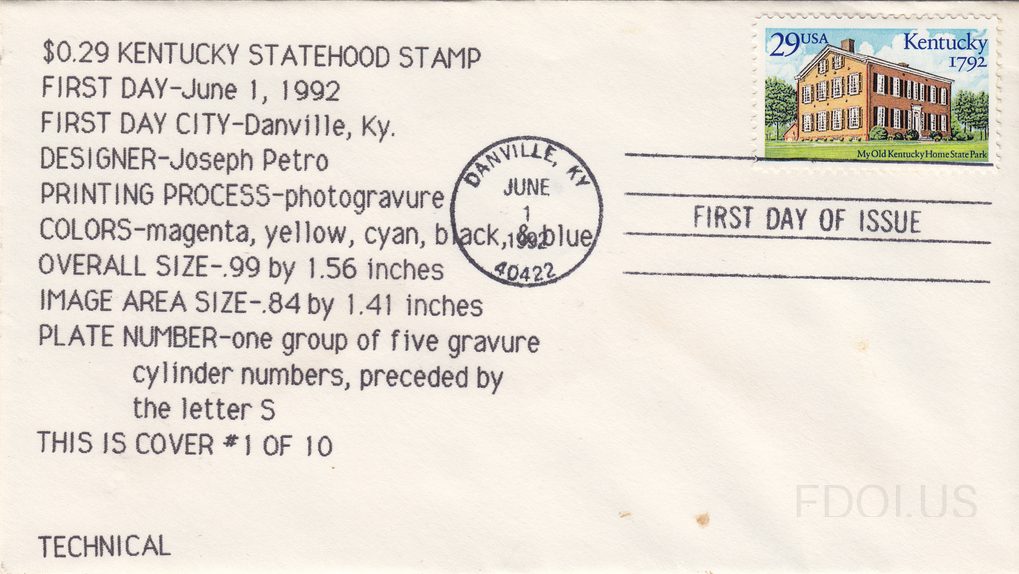 $0.29 KENTUCKY STATEHOOD STAMP
FIRST DAY-June 1, 1992
FIRST DAY CITY-Danville, Ky.
DESIGNER-Joseph Petro
PRINTING PROCESS-photogravure
COLORS-magenta, yellow, cyan, black, & blue
OVERALL SIZE-.99 by 1.56 inches
IMAGE AREA SIZE-.84 by 1.41 inches
PLATE NUMBER-one group of five gravure
cylinder numbers, preceded by
the letter S
THIS IS COVER #1 OF 10
TECHNICAL
DANVILLE, KY
JUNE
1
1992
40422
FIRST DAY OF ISSUE
29USA
Kentucky
1792
My Old Kentucky Home State Park
FDOI.US